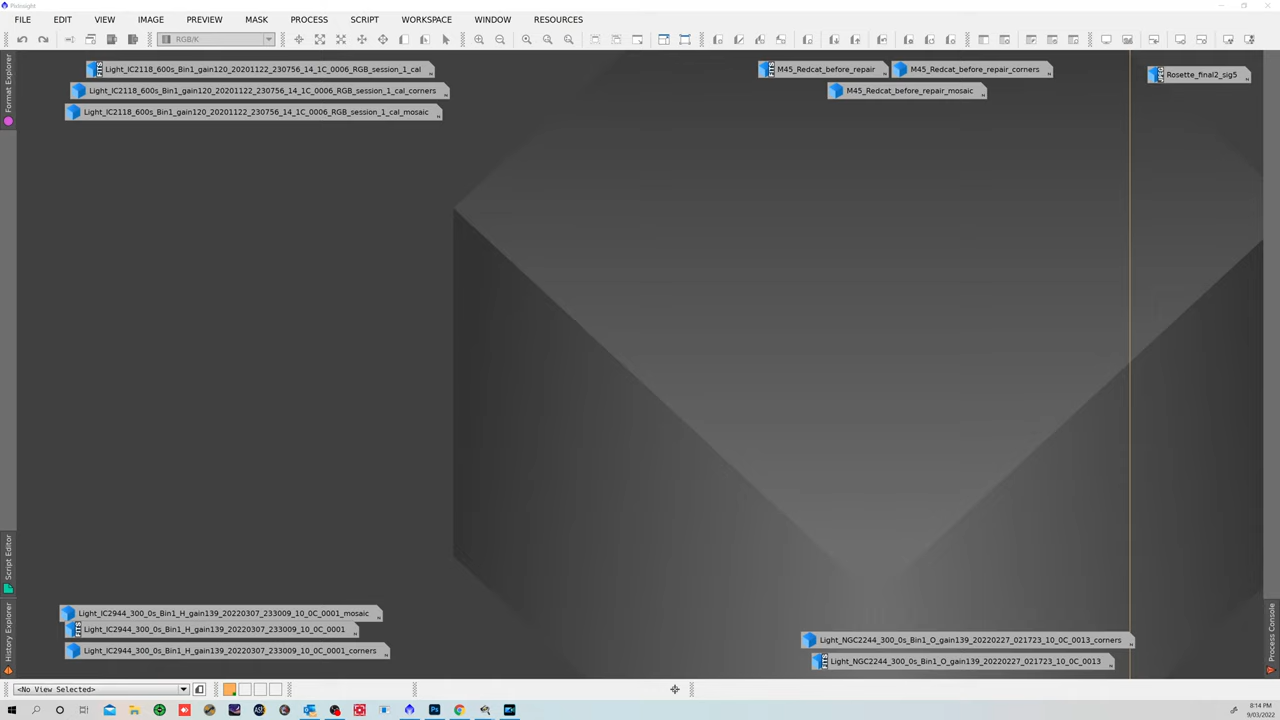 PixInsight
FILE EDIT VIEW IMAGE PREVIEW MASK PROCESS SCRIPT WORKSPACE WINDOW RESOURCES
RGB/K
Format Explorer
Light_IC2118_600s_Bin1_gain120_20201122_230756_14_1C_0006_RGB_session_1_cal
Light_IC2118_600s_Bin1_gain120_20201122_230756_14_1C_0006_RGB_session_1_cal_corners
Light_IC2118_600s_Bin1_gain120_20201122_230756_14_1C_0006_RGB_session_1_cal_mosaic
M45_Redcat_before_repair
M45_Redcat_before_repair_corners
M45_Redcat_before_repair_mosaic
Rosette_final2_sig5
Script Editor
History Explorer
Process Console
Light_IC2944_300_0s_Bin1_H_gain139_20220307_233009_10_0C_0001_mosaic
Light_IC2944_300_0s_Bin1_H_gain139_20220307_233009_10_0C_0001
Light_IC2944_300_0s_Bin1_H_gain139_20220307_233009_10_0C_0001_corners
Light_NGC2244_300_0s_Bin1_O_gain139_20220227_021723_10_0C_0013_corners
Light_NGC2244_300_0s_Bin1_O_gain139_20220227_021723_10_0C_0013
<No View Selected>
8:14 PM
9/03/2022